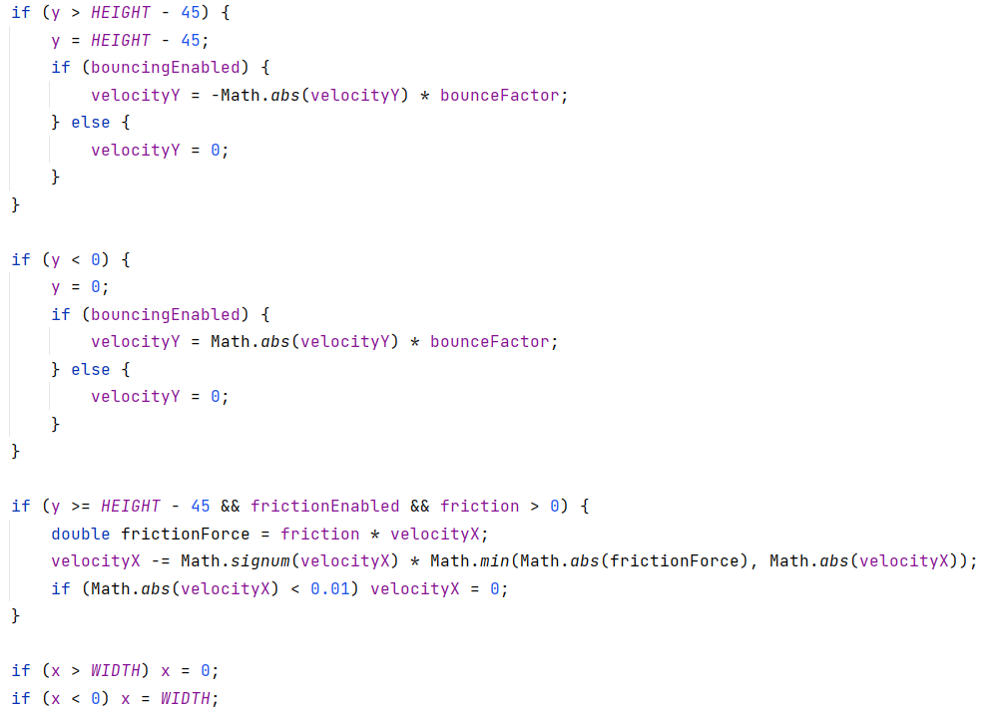 if (y > HEIGHT - 45) {
    y = HEIGHT - 45;
    if (bouncingEnabled) {
        velocityY = -Math.abs(velocityY) * bounceFactor;
    } else {
        velocityY = 0;
    }
}

if (y < 0) {
    y = 0;
    if (bouncingEnabled) {
        velocityY = Math.abs(velocityY) * bounceFactor;
    } else {
        velocityY = 0;
    }
}

if (y >= HEIGHT - 45 && frictionEnabled && friction > 0) {
    double frictionForce = friction * velocityX;
    velocityX -= Math.signum(velocityX) * Math.min(Math.abs(frictionForce), Math.abs(velocityX));
    if (Math.abs(velocityX) < 0.01) velocityX = 0;
}

if (x > WIDTH) x = 0;
if (x < 0) x = WIDTH;